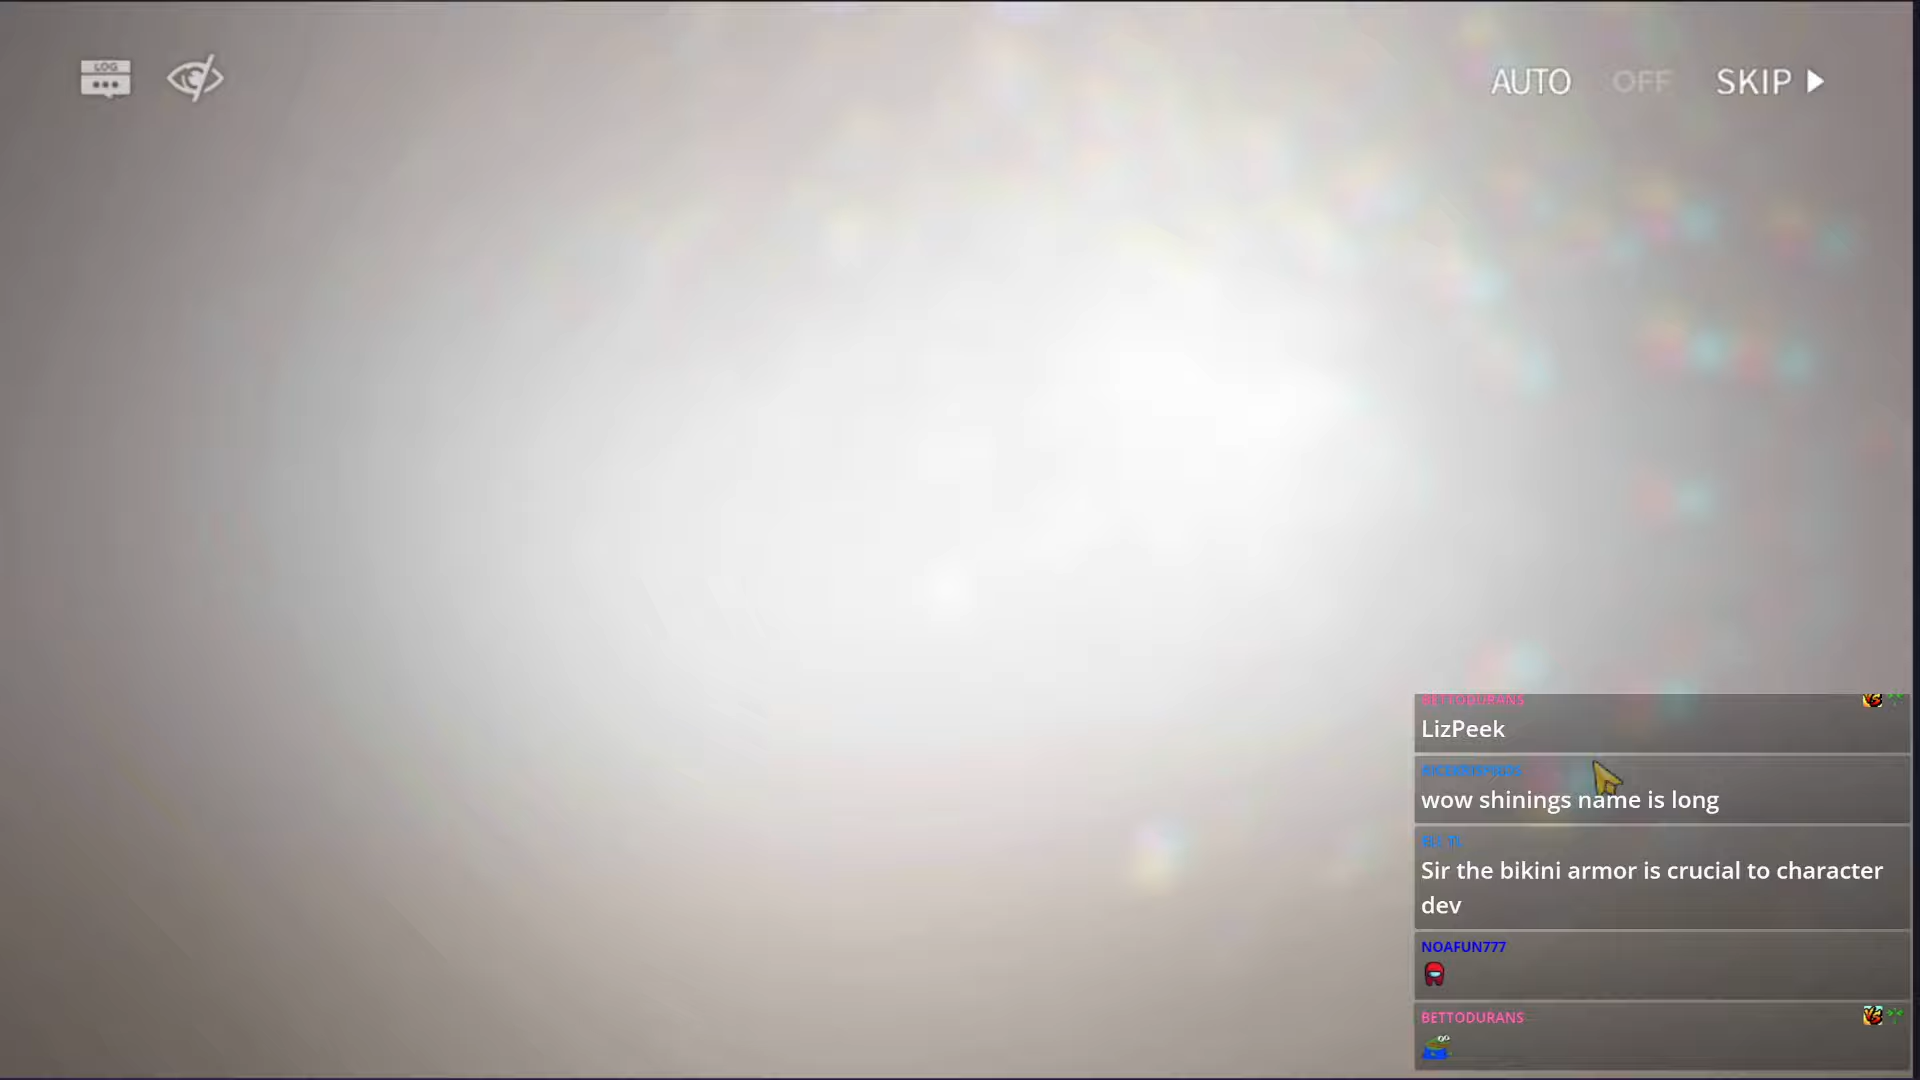 LOG
AUTO OFF SKIP
BETTODURANS
LizPeek
wow shinings name is long
Sir the bikini armor is crucial to character
dev
NOAFUN777
BETTODURANS